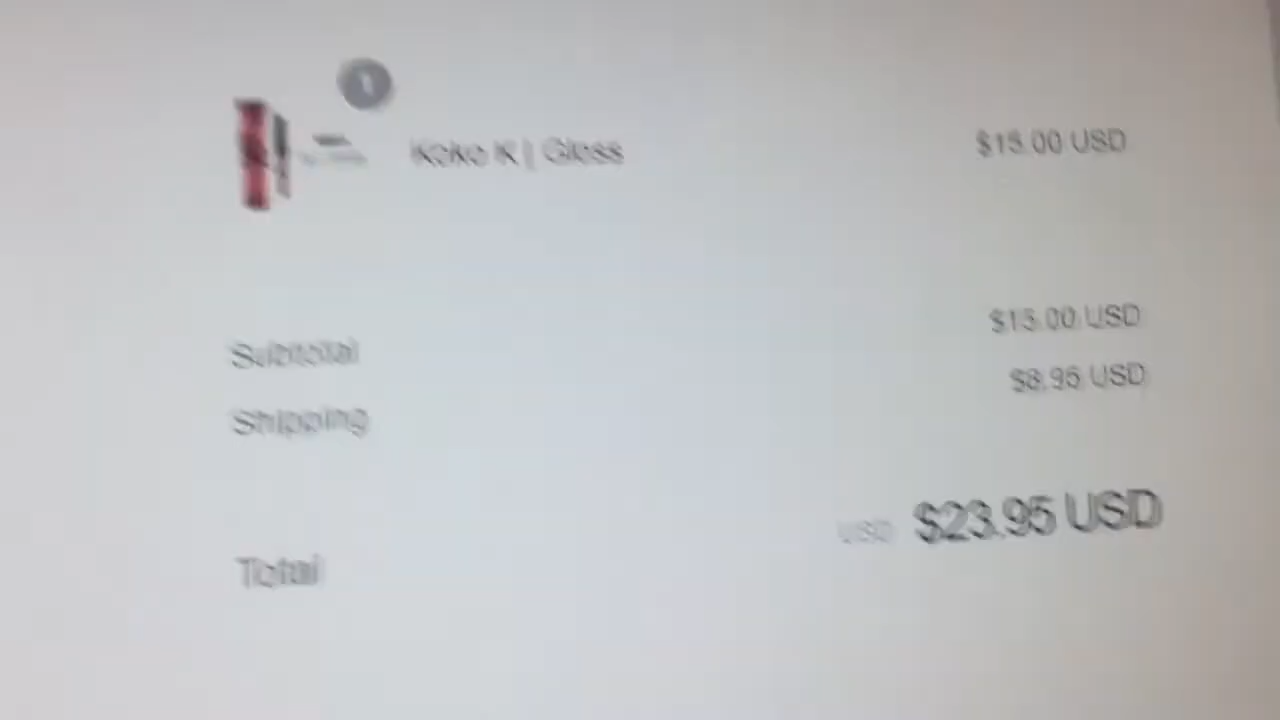 1
Koko K | Gloss $15.00 USD
Subtotal $15.00 USD
Shipping $8.95 USD
Total USD $23.95 USD